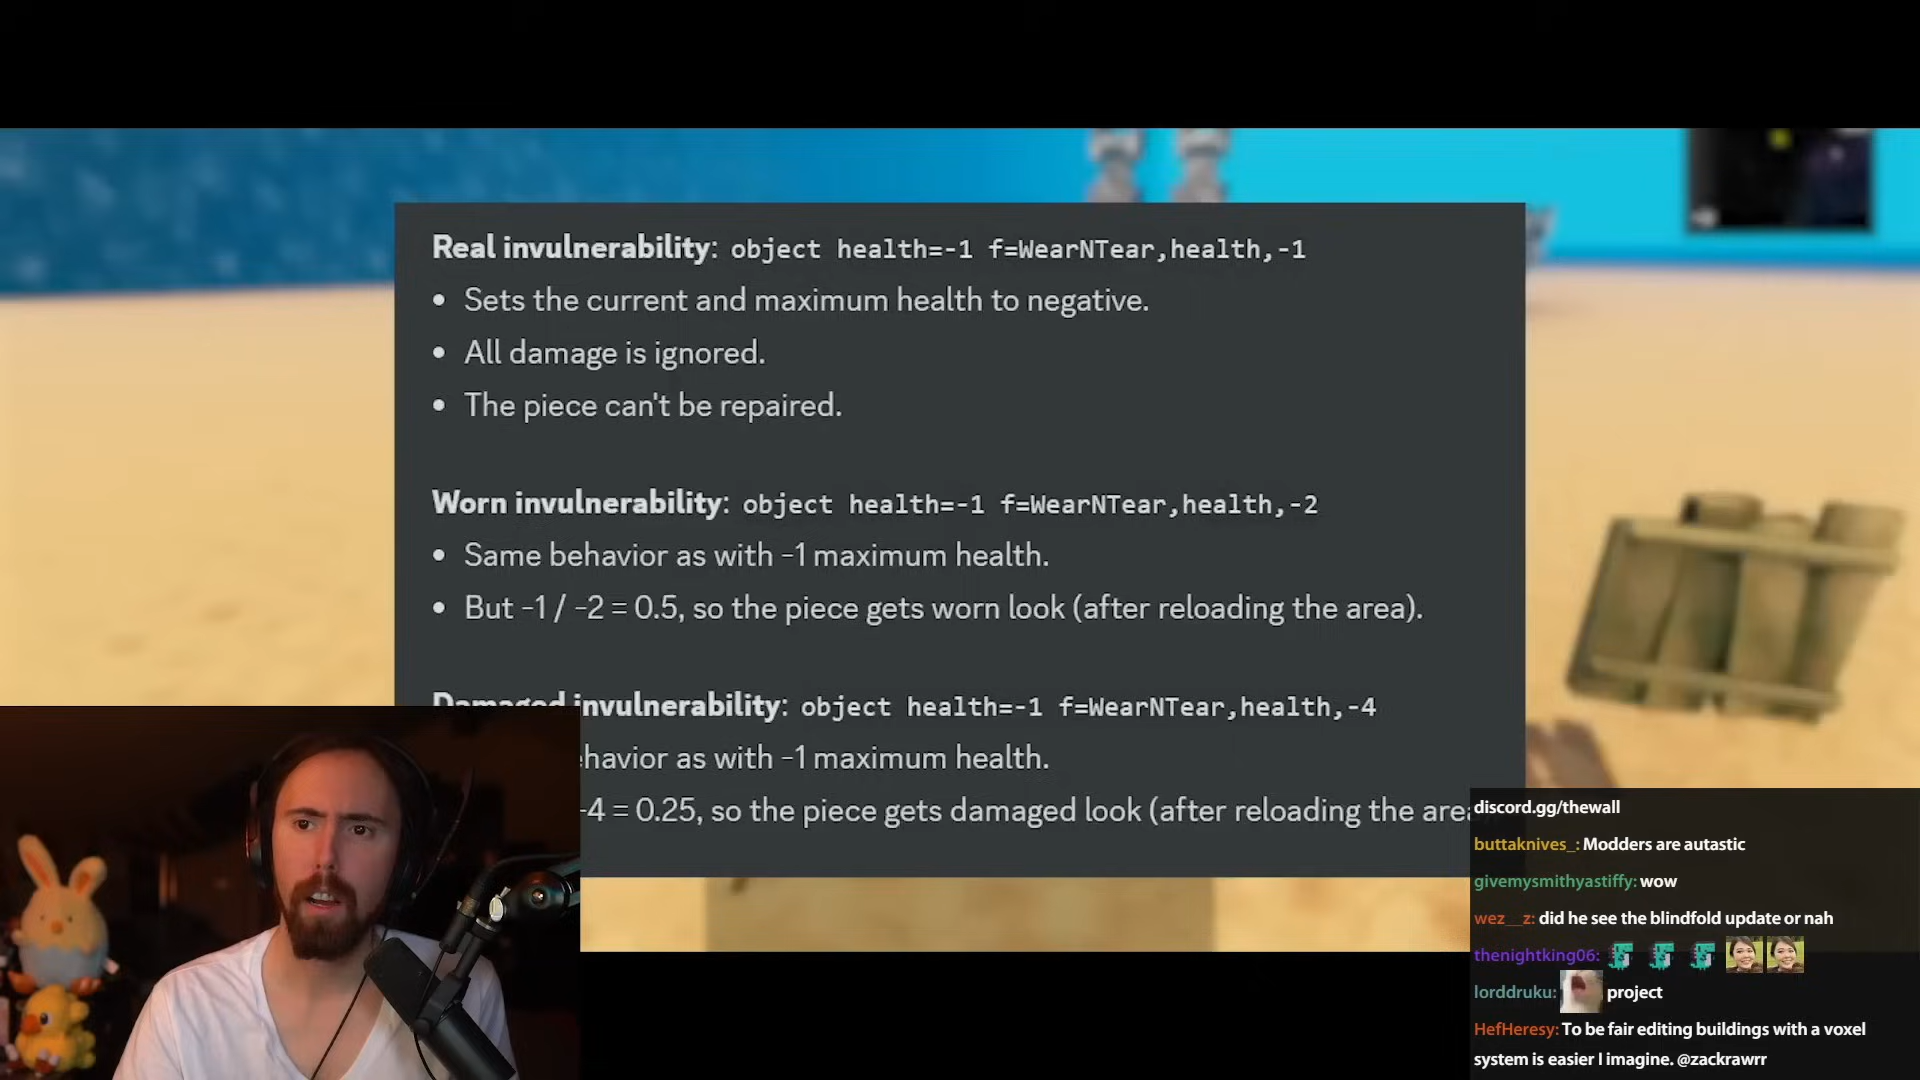 Real invulnerability: object health=-1 f=WearNTear,health,-1
• Sets the current and maximum health to negative.
• All damage is ignored.
• The piece can't be repaired.
Worn invulnerability: object health=-1 f=WearNTear,health,-2
• Same behavior as with -1 maximum health.
• But -1 / -2 = 0.5, so the piece gets worn look (after reloading the area).
Damaged invulnerability: object health=-1 f=WearNTear,health,-4
havior as with -1 maximum health.
-4 = 0.25, so the piece gets damaged look (after reloading the area
discord.gg/thewall
buttaknives_: Modders are autastic
givemysmithyastiffy: wow
wez__z: did he see the blindfold update or nah
thenightking06:
lorddruku: project
HefHeresy: To be fair editing buildings with a voxel
system is easier I imagine. @zackrawrr